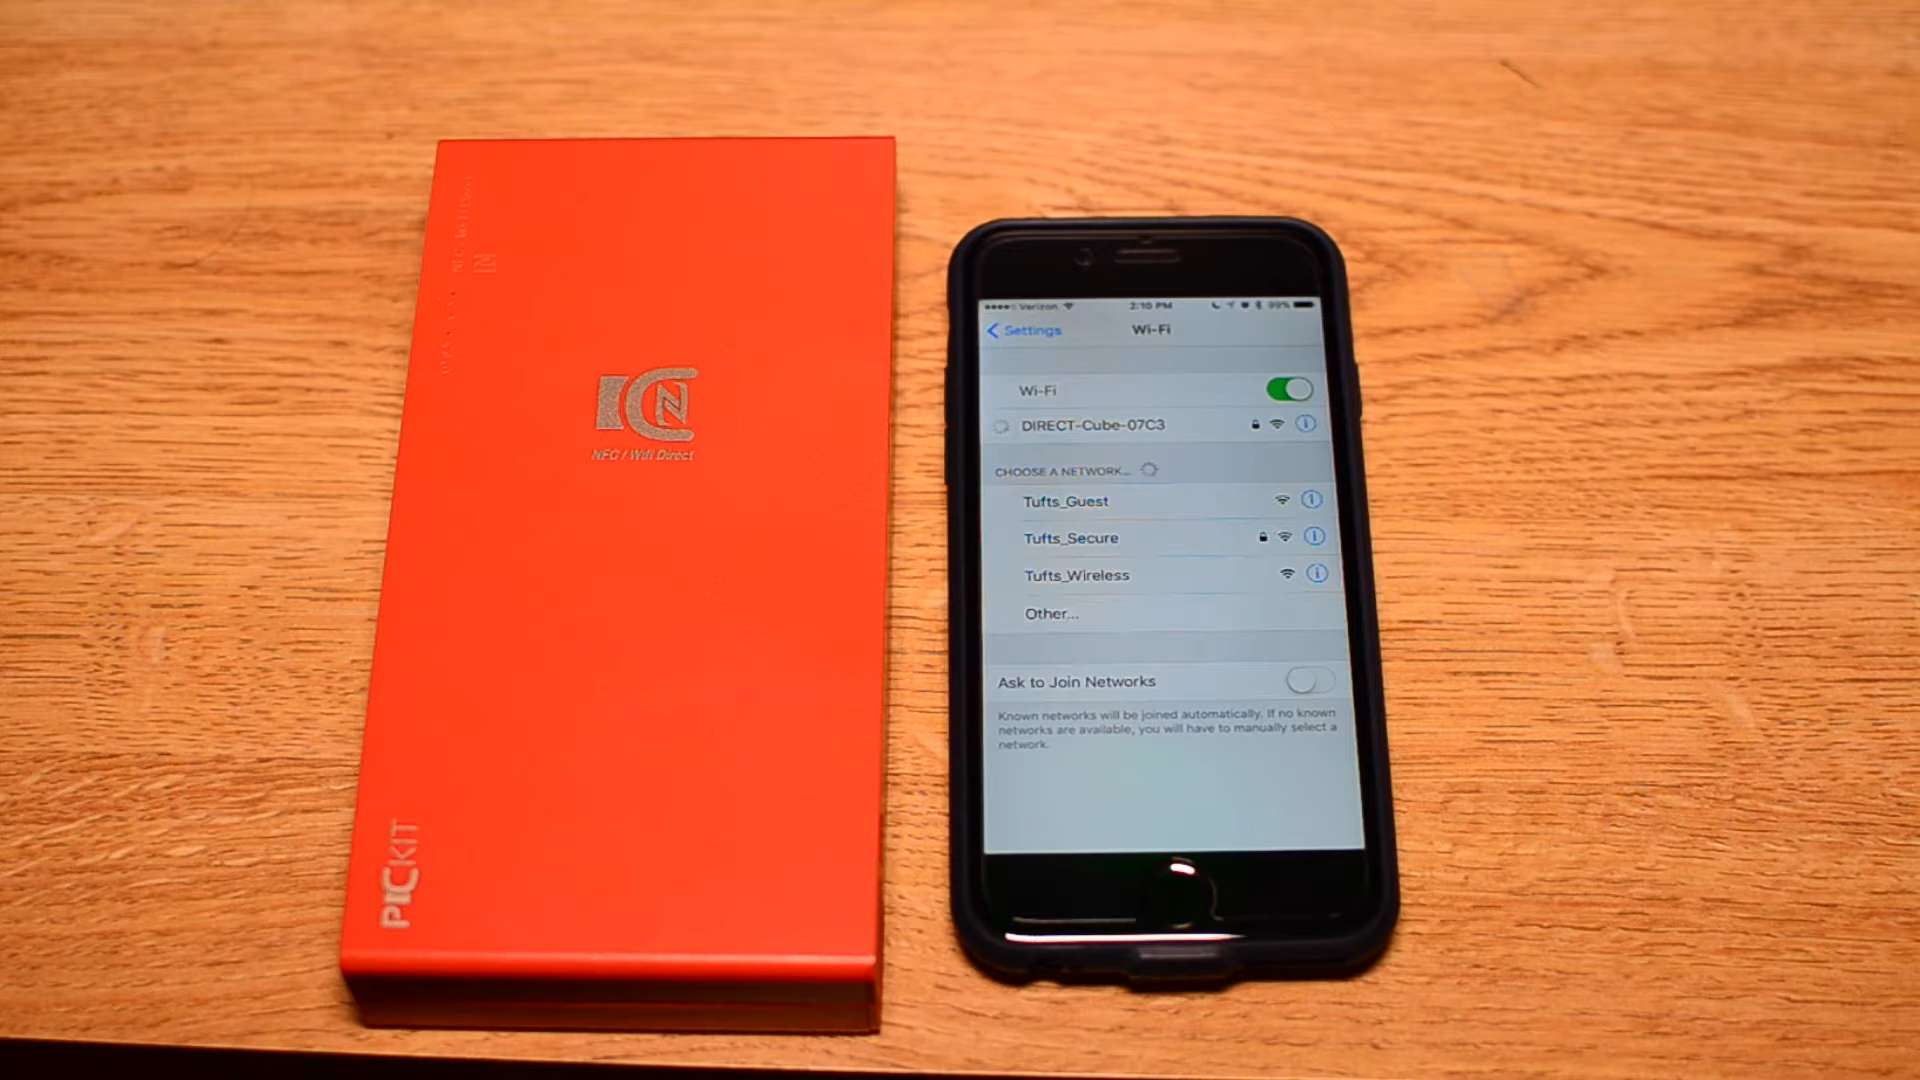 NFC / Wifi Direct
PICKIT
Verizon 2:10 PM 99%
Settings Wi-Fi
Wi-Fi
DIRECT-Cube-07C3
CHOOSE A NETWORK...
Tufts_Guest
Tufts_Secure
Tufts_Wireless
Other...
Ask to Join Networks
Known networks will be joined automatically. If no known
networks are available, you will have to manually select a
network.